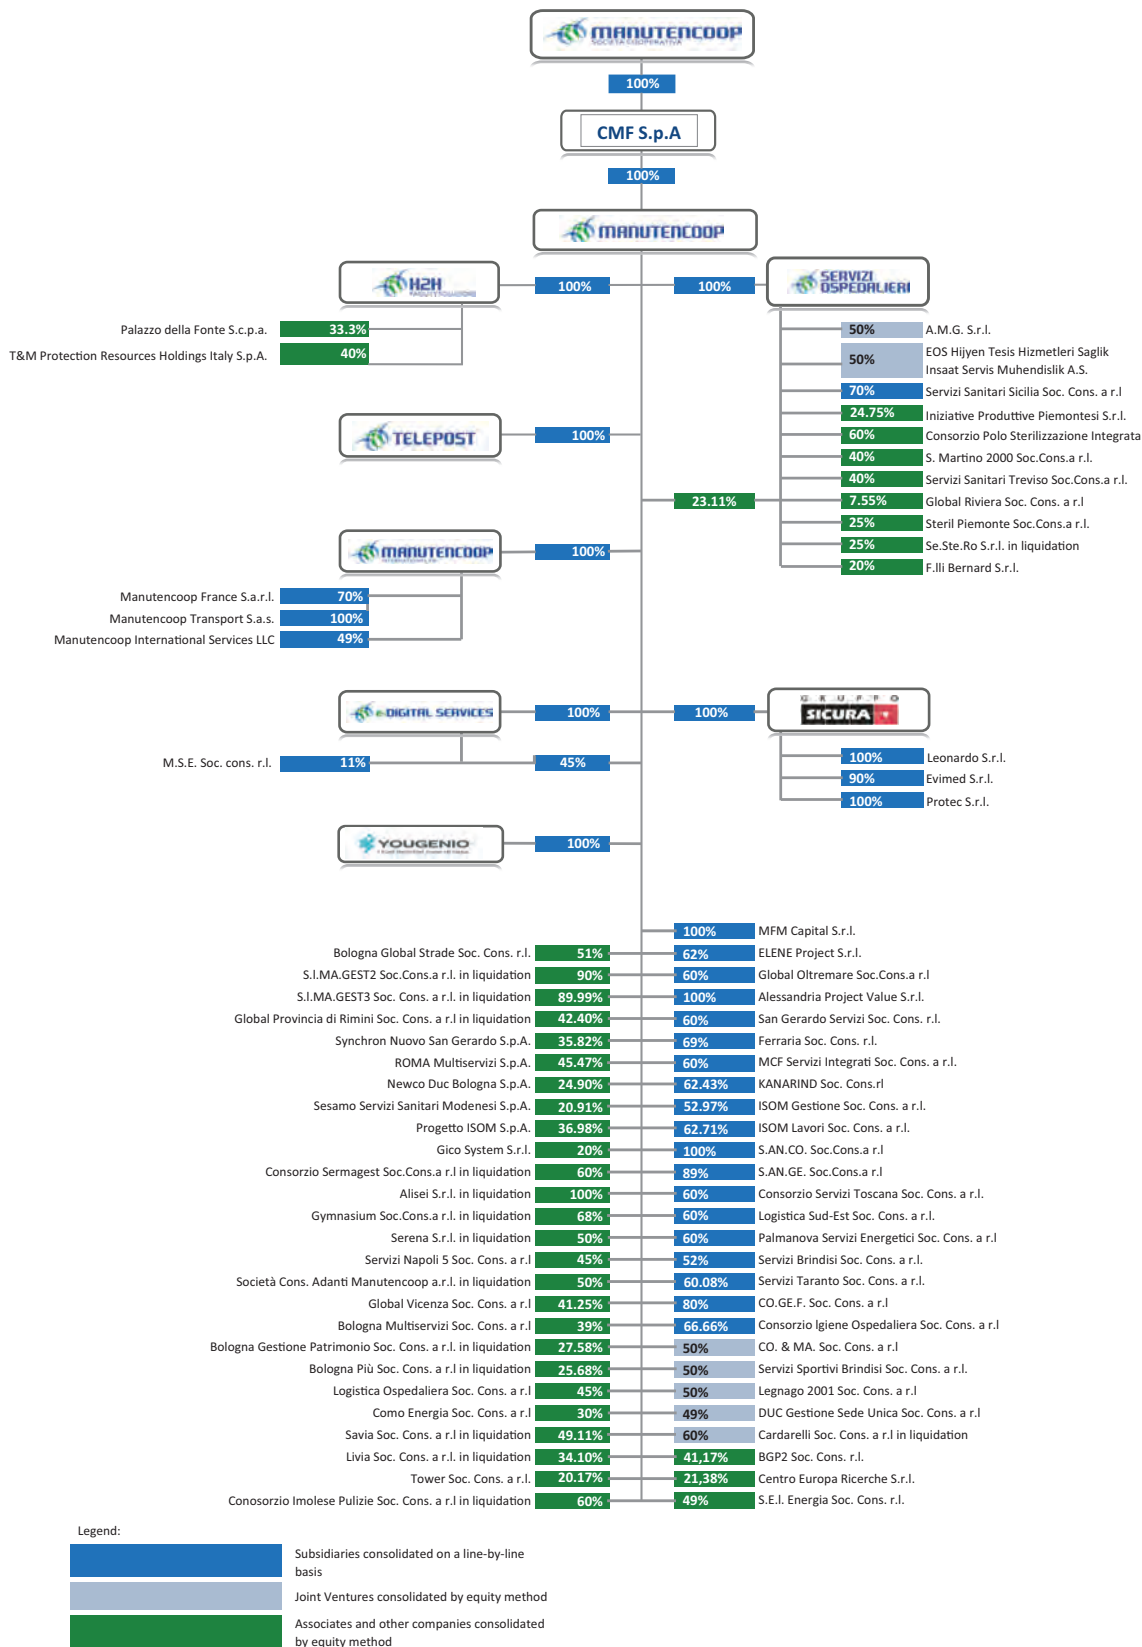 MANUTENCOOP
SOCIETÀ COOPERATIVA
100%
CMF S.p.A
100%
MANUTENCOOP
H2H
100%
100%
SERVIZI
OSPEDALIERI
Palazzo della Fonte S.c.p.a. 33.3%
T&M Protection Resources Holdings Italy S.p.A. 40%
50% A.M.G. S.r.l.
50% EOS Hijyen Tesis Hizmetleri Saglik
Insaat Servis Muhendislik A.S.
70% Servizi Sanitari Sicilia Soc. Cons. a r.l
24.75% Iniziative Produttive Piemontesi S.r.l.
60% Consorzio Polo Sterilizzazione Integrata
40% S. Martino 2000 Soc.Cons.a r.l.
40% Servizi Sanitari Treviso Soc.Cons.a r.l.
7.55% Global Riviera Soc. Cons. a r.l
25% Steril Piemonte Soc.Cons.a r.l.
25% Se.Ste.Ro S.r.l. in liquidation
20% F.lli Bernard S.r.l.
TELEPOST
100%
23.11%
MANUTENCOOP
100%
Manutencoop France S.a.r.l. 70%
Manutencoop Transport S.a.s. 100%
Manutencoop International Services LLC 49%
e-DIGITAL SERVICES
100%
100%
GRUPPO
SICURA
M.S.E. Soc. cons. r.l. 11%
45%
100% Leonardo S.r.l.
90% Evimed S.r.l.
100% Protec S.r.l.
YOUGENIO
100%
100% MFM Capital S.r.l.
Bologna Global Strade Soc. Cons. r.l. 51% 62% ELENE Project S.r.l.
S.I.MA.GEST2 Soc.Cons.a r.l. in liquidation 90% 60% Global Oltremare Soc.Cons.a r.l
S.I.MA.GEST3 Soc. Cons. a r.l. in liquidation 89.99% 100% Alessandria Project Value S.r.l.
Global Provincia di Rimini Soc. Cons. a r.l in liquidation 42.40% 60% San Gerardo Servizi Soc. Cons. r.l.
Synchron Nuovo San Gerardo S.p.A. 35.82% 69% Ferraria Soc. Cons. r.l.
ROMA Multiservizi S.p.A. 45.47% 60% MCF Servizi Integrati Soc. Cons. a r.l.
Newco Duc Bologna S.p.A. 24.90% 62.43% KANARIND Soc. Cons.rl
Sesamo Servizi Sanitari Modenesi S.p.A. 20.91% 52.97% ISOM Gestione Soc. Cons. a r.l.
Progetto ISOM S.p.A. 36.98% 62.71% ISOM Lavori Soc. Cons. a r.l.
Gico System S.r.l. 20% 100% S.AN.CO. Soc.Cons.a r.l
Consorzio Sermagest Soc.Cons.a r.l in liquidation 60% 89% S.AN.GE. Soc.Cons.a r.l
Alisei S.r.l. in liquidation 100% 60% Consorzio Servizi Toscana Soc. Cons. a r.l.
Gymnasium Soc.Cons.a r.l. in liquidation 68% 60% Logistica Sud-Est Soc. Cons. a r.l.
Serena S.r.l. in liquidation 50% 60% Palmanova Servizi Energetici Soc. Cons. a r.l
Servizi Napoli 5 Soc. Cons. a r.l 45% 52% Servizi Brindisi Soc. Cons. a r.l.
Società Cons. Adanti Manutencoop a.r.l. in liquidation 50% 60.08% Servizi Taranto Soc. Cons. a r.l.
Global Vicenza Soc. Cons. a r.l 41.25% 80% CO.GE.F. Soc. Cons. a r.l
Bologna Multiservizi Soc. Cons. a r.l 39% 66.66% Consorzio Igiene Ospedaliera Soc. Cons. a r.l
Bologna Gestione Patrimonio Soc. Cons. a r.l. in liquidation 27.58% 50% CO. & MA. Soc. Cons. a r.l
Bologna Più Soc. Cons. a r.l in liquidation 25.68% 50% Servizi Sportivi Brindisi Soc. Cons. a r.l.
Logistica Ospedaliera Soc. Cons. a r.l 45% 50% Legnago 2001 Soc. Cons. a r.l
Como Energia Soc. Cons. a r.l 30% 49% DUC Gestione Sede Unica Soc. Cons. a r.l
Savia Soc. Cons. a r.l in liquidation 49.11% 60% Cardarelli Soc. Cons. a r.l in liquidation
Livia Soc. Cons. a r.l. in liquidation 34.10% 41,17% BGP2 Soc. Cons. r.l.
Tower Soc. Cons. a r.l. 20.17% 21,38% Centro Europa Ricerche S.r.l.
Conosorzio Imolese Pulizie Soc. Cons. a r.l in liquidation 60% 49% S.E.I. Energia Soc. Cons. r.l.
Legend:
Subsidiaries consolidated on a line-by-line
basis
Joint Ventures consolidated by equity method
Associates and other companies consolidated
by equity method